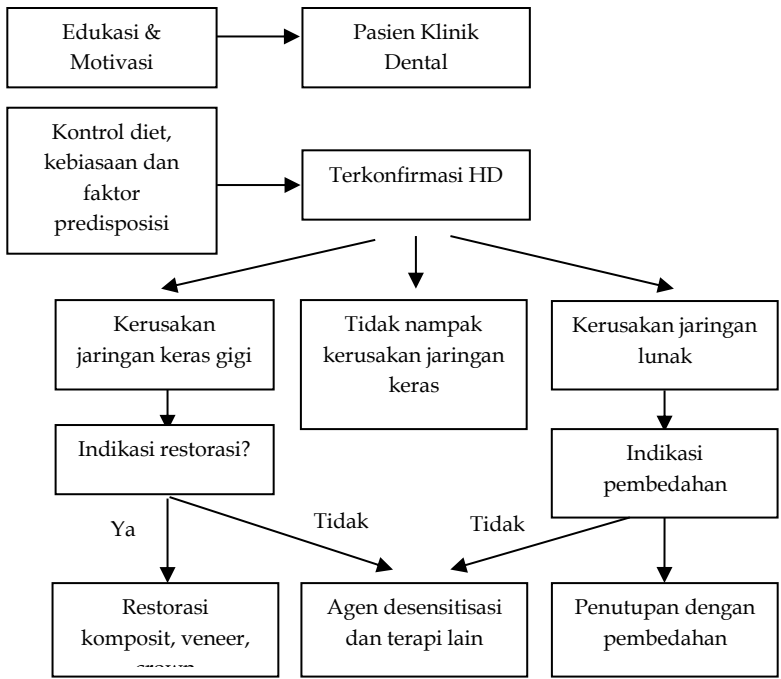 Edukasi &
Motivasi
Pasien Klinik
Dental
Kontrol diet,
kebiasaan dan
faktor
predisposisi
Terkonfirmasi HD
Kerusakan
jaringan keras gigi
Tidak nampak
kerusakan jaringan
keras
Kerusakan jaringan
lunak
Indikasi restorasi?
Indikasi
pembedahan
Ya
Tidak
Tidak
Restorasi
komposit, veneer,
Agen desensitisasi
dan terapi lain
Penutupan dengan
pembedahan